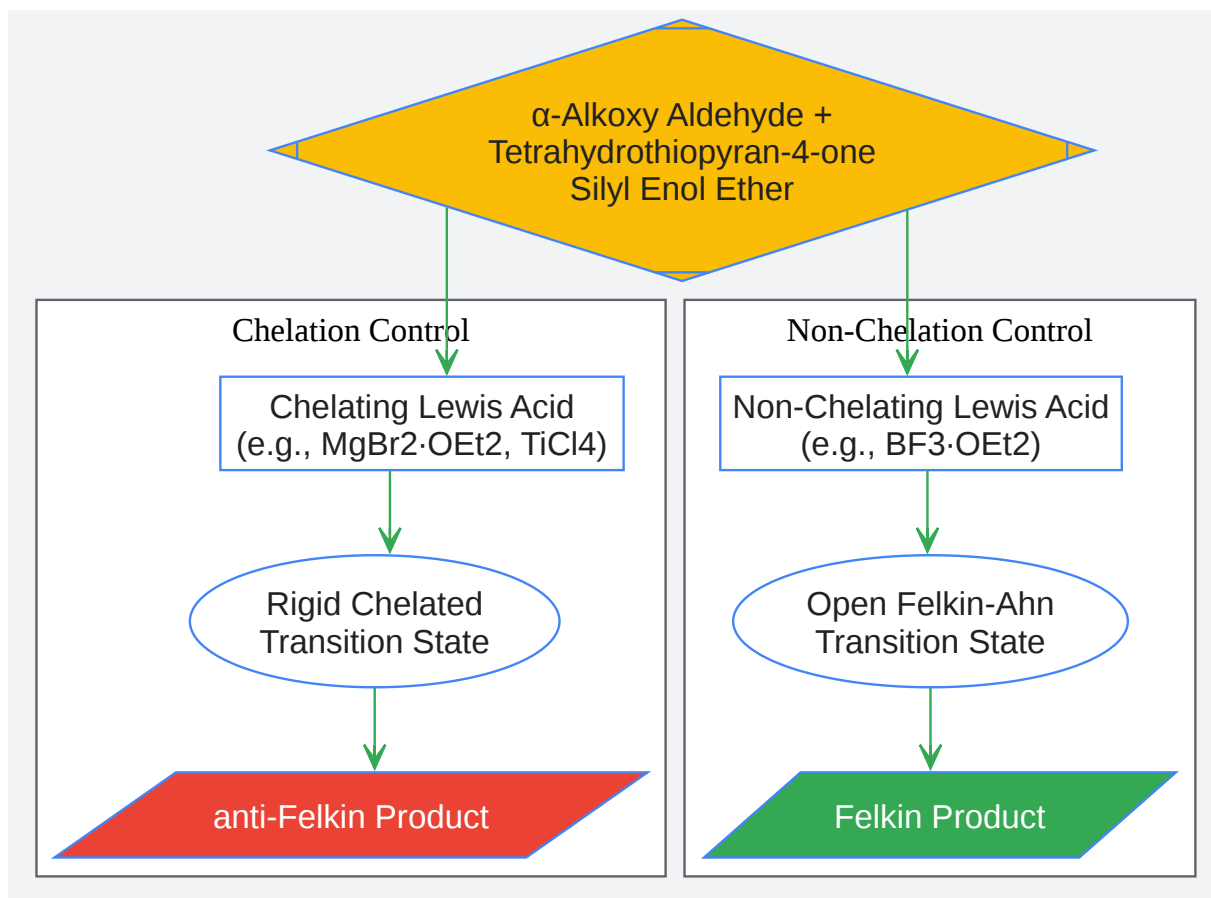 α-Alkoxy Aldehyde +
Tetrahydrothiopyran-4-one
Silyl Enol Ether
Chelation Control
Chelating Lewis Acid
(e.g., MgBr2·OEt2, TiCl4)
Rigid Chelated
Transition State
anti-Felkin Product
Non-Chelation Control
Non-Chelating Lewis Acid
(e.g., BF3·OEt2)
Open Felkin-Ahn
Transition State
Felkin Product